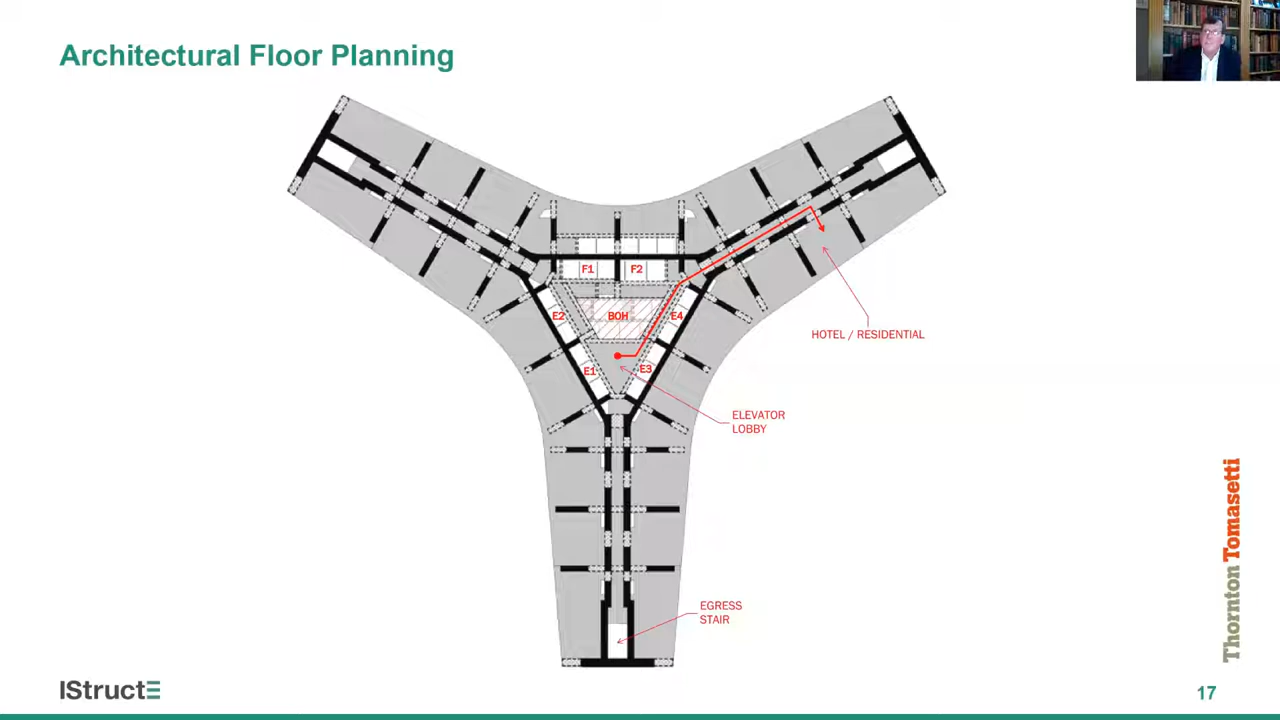 Architectural Floor Planning
F1
F2
E2
BOH
E4
E1
E3
HOTEL / RESIDENTIAL
ELEVATOR
LOBBY
EGRESS
STAIR
Thornton Tomasetti
IStructE
17